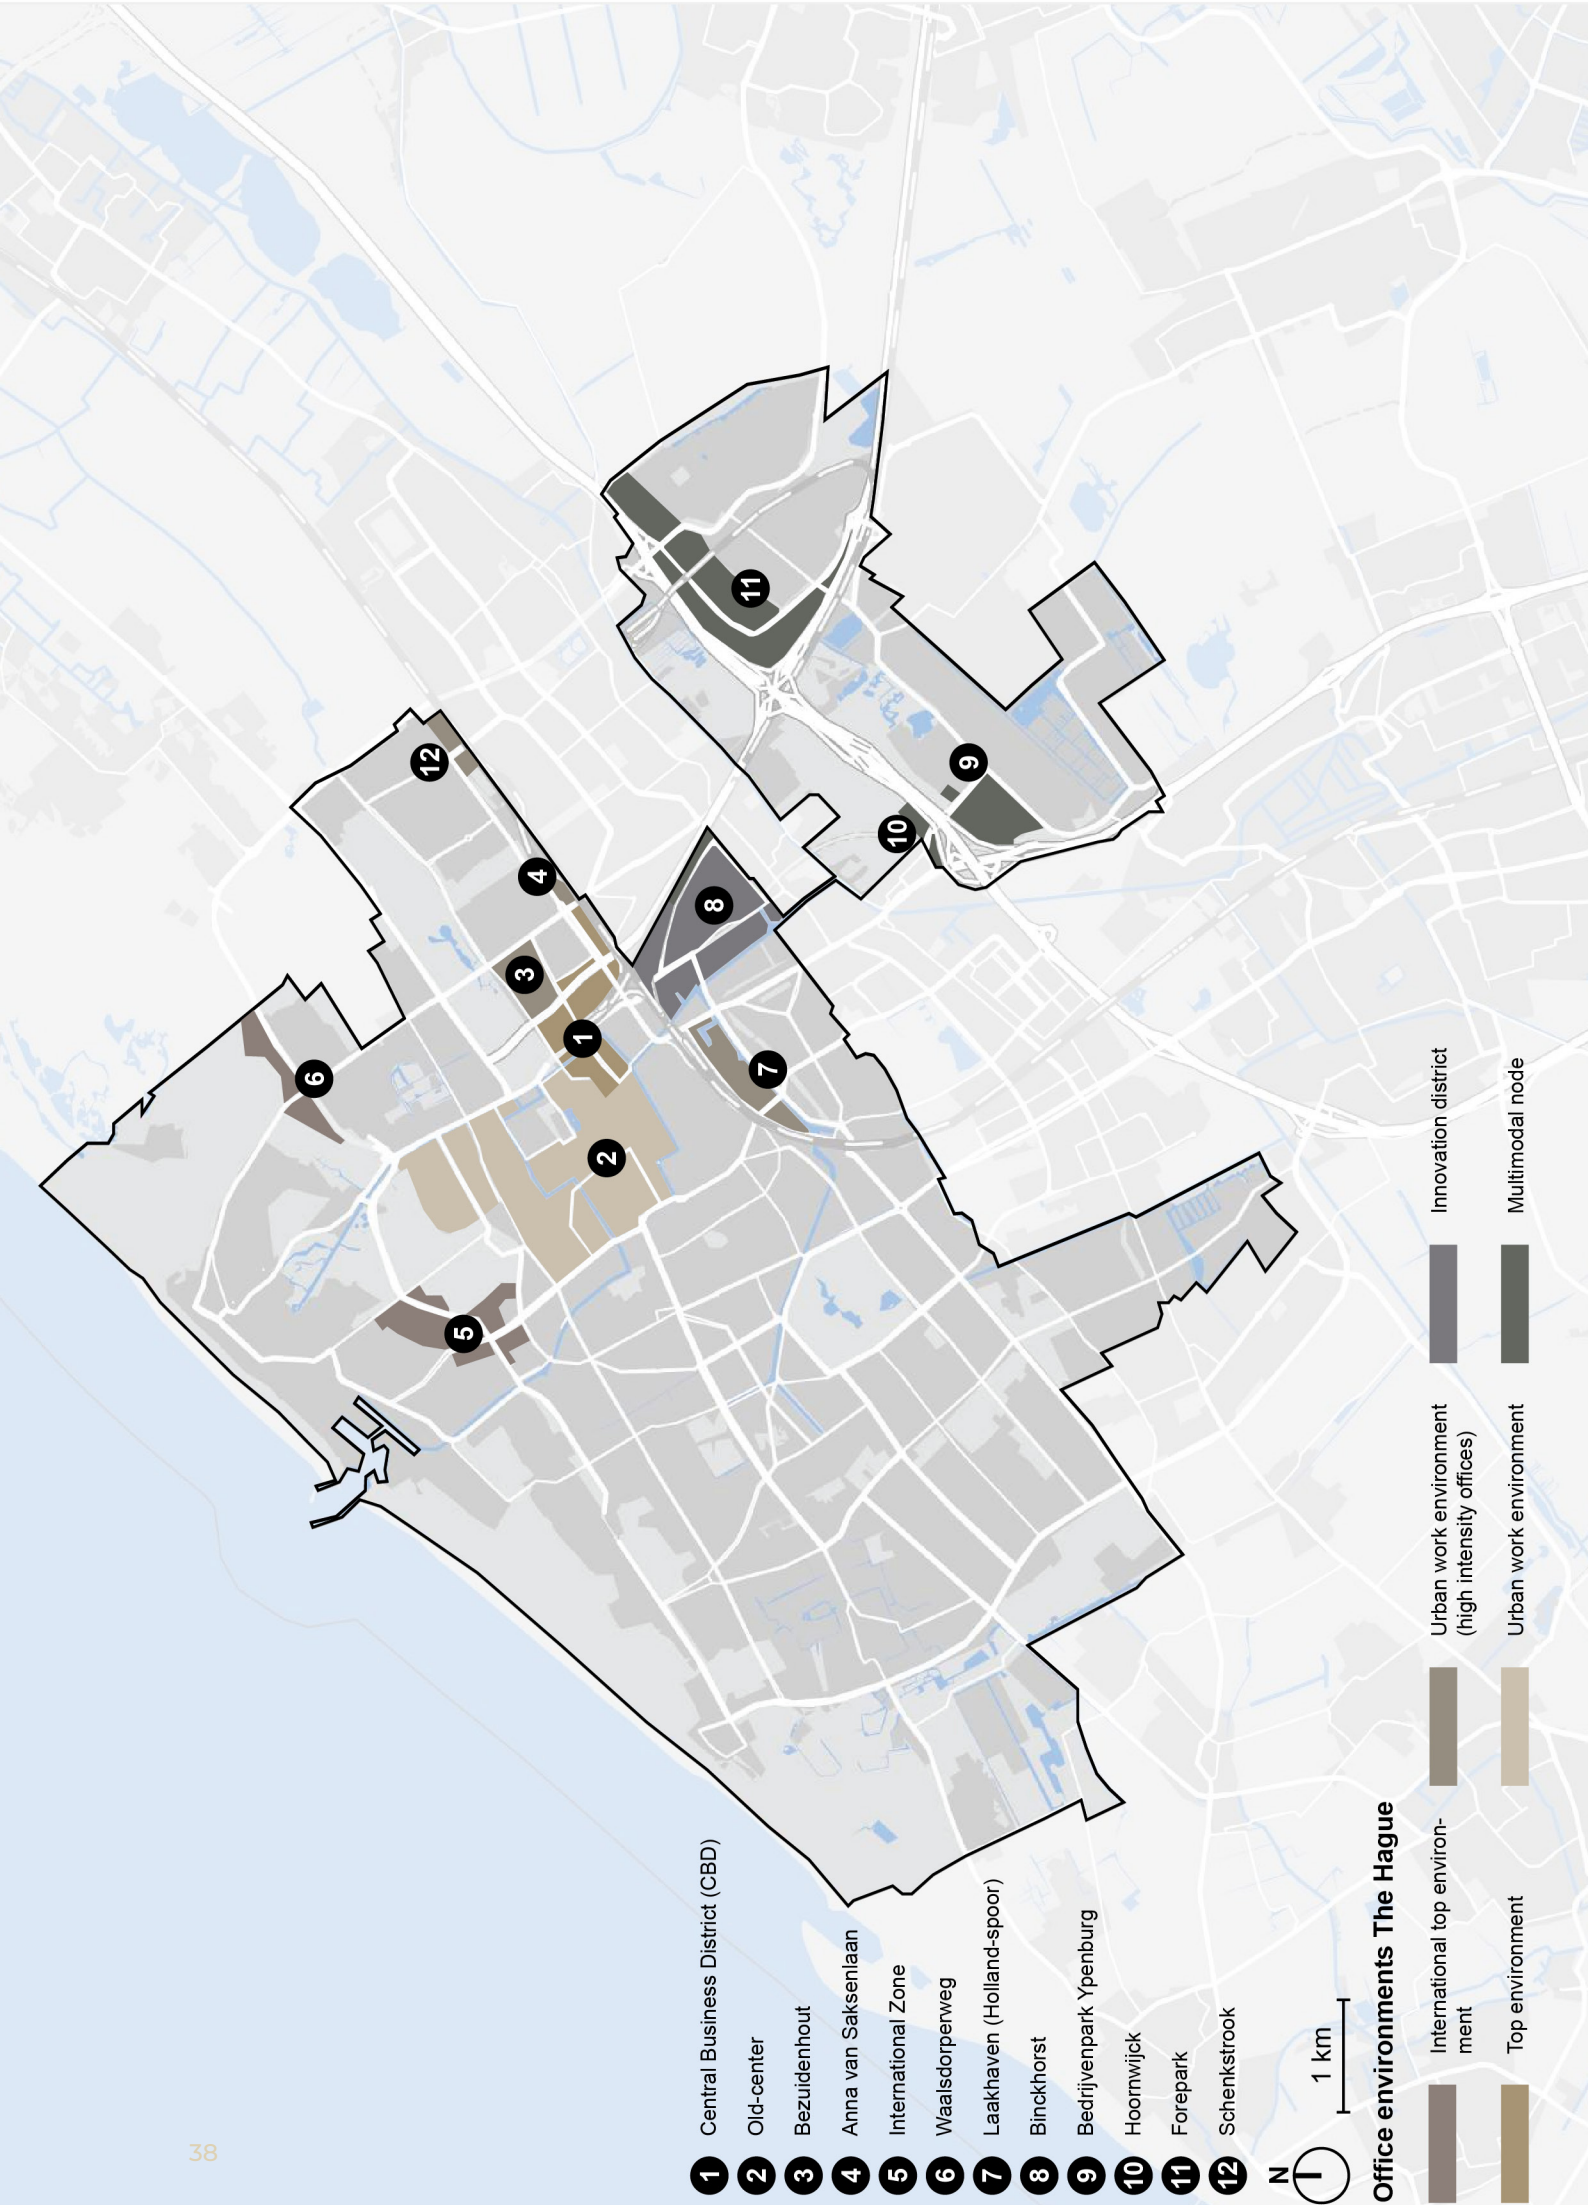 38
12
4
3
6
1
2
5
7
8
11
9
10
1 Central Business District (CBD)
2 Old-center
3 Bezuidenhout
4 Anna van Saksenlaan
5 International Zone
6 Waalsdorperweg
7 Laakhaven (Holland-spoor)
8 Binckhorst
9 Bedrijvenpark Ypenburg
10 Hoornwijck
11 Forepark
12 Schenkstrook
N
1 km
Office environments The Hague
International top environ-
ment
Top environment
Urban work environment
(high intensity offices)
Urban work environment
Innovation district
Multimodal node